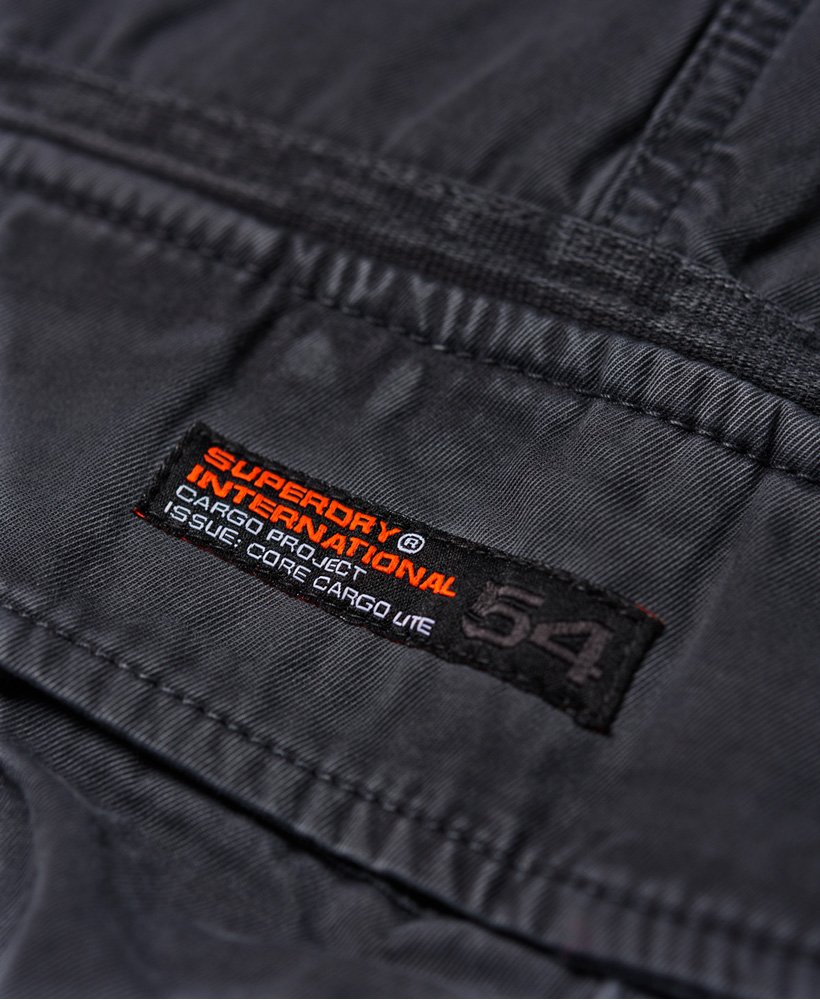 SUPERDRY®
INTERNATIONAL
CARGO PROJECT
ISSUE: CORE CARGO LITE
54